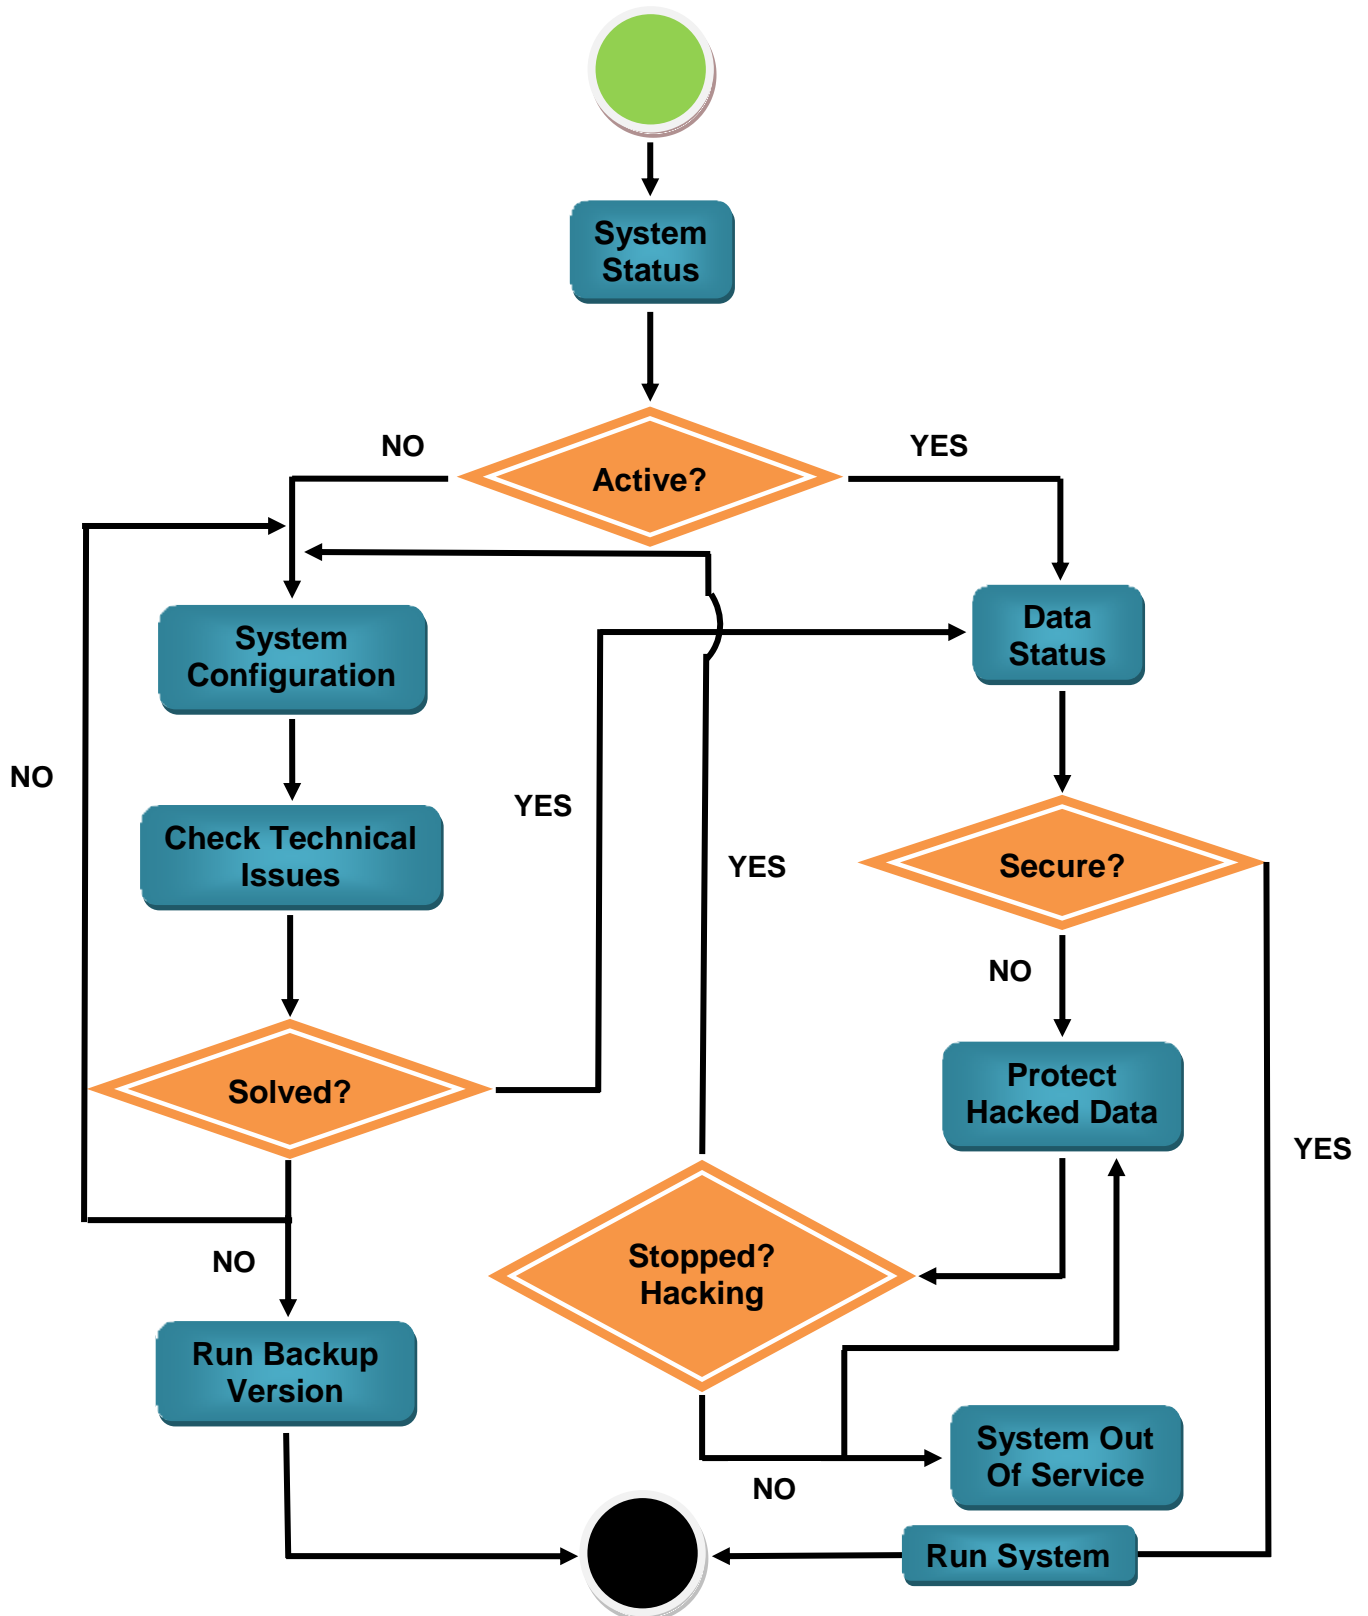 System
Status
NO
YES
Active?
System
Configuration
Data
Status
NO
YES
Check Technical
Issues
YES
Secure?
NO
Solved?
Protect
Hacked Data
YES
NO
Stopped?
Hacking
Run Backup
Version
System Out
Of Service
NO
Run System